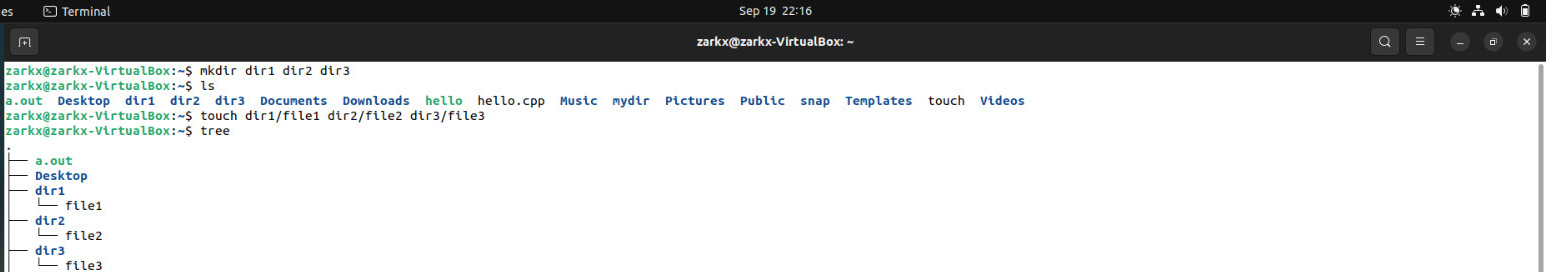 es Terminal Sep 19 22:16
zarkx@zarkx-VirtualBox: ~
zarkx@zarkx-VirtualBox:~$ mkdir dir1 dir2 dir3
zarkx@zarkx-VirtualBox:~$ ls
a.out Desktop dir1 dir2 dir3 Documents Downloads hello hello.cpp Music mydir Pictures Public snap Templates touch Videos
zarkx@zarkx-VirtualBox:~$ touch dir1/file1 dir2/file2 dir3/file3
zarkx@zarkx-VirtualBox:~$ tree
.
├── a.out
├── Desktop
├── dir1
│   └── file1
├── dir2
│   └── file2
├── dir3
│   └── file3